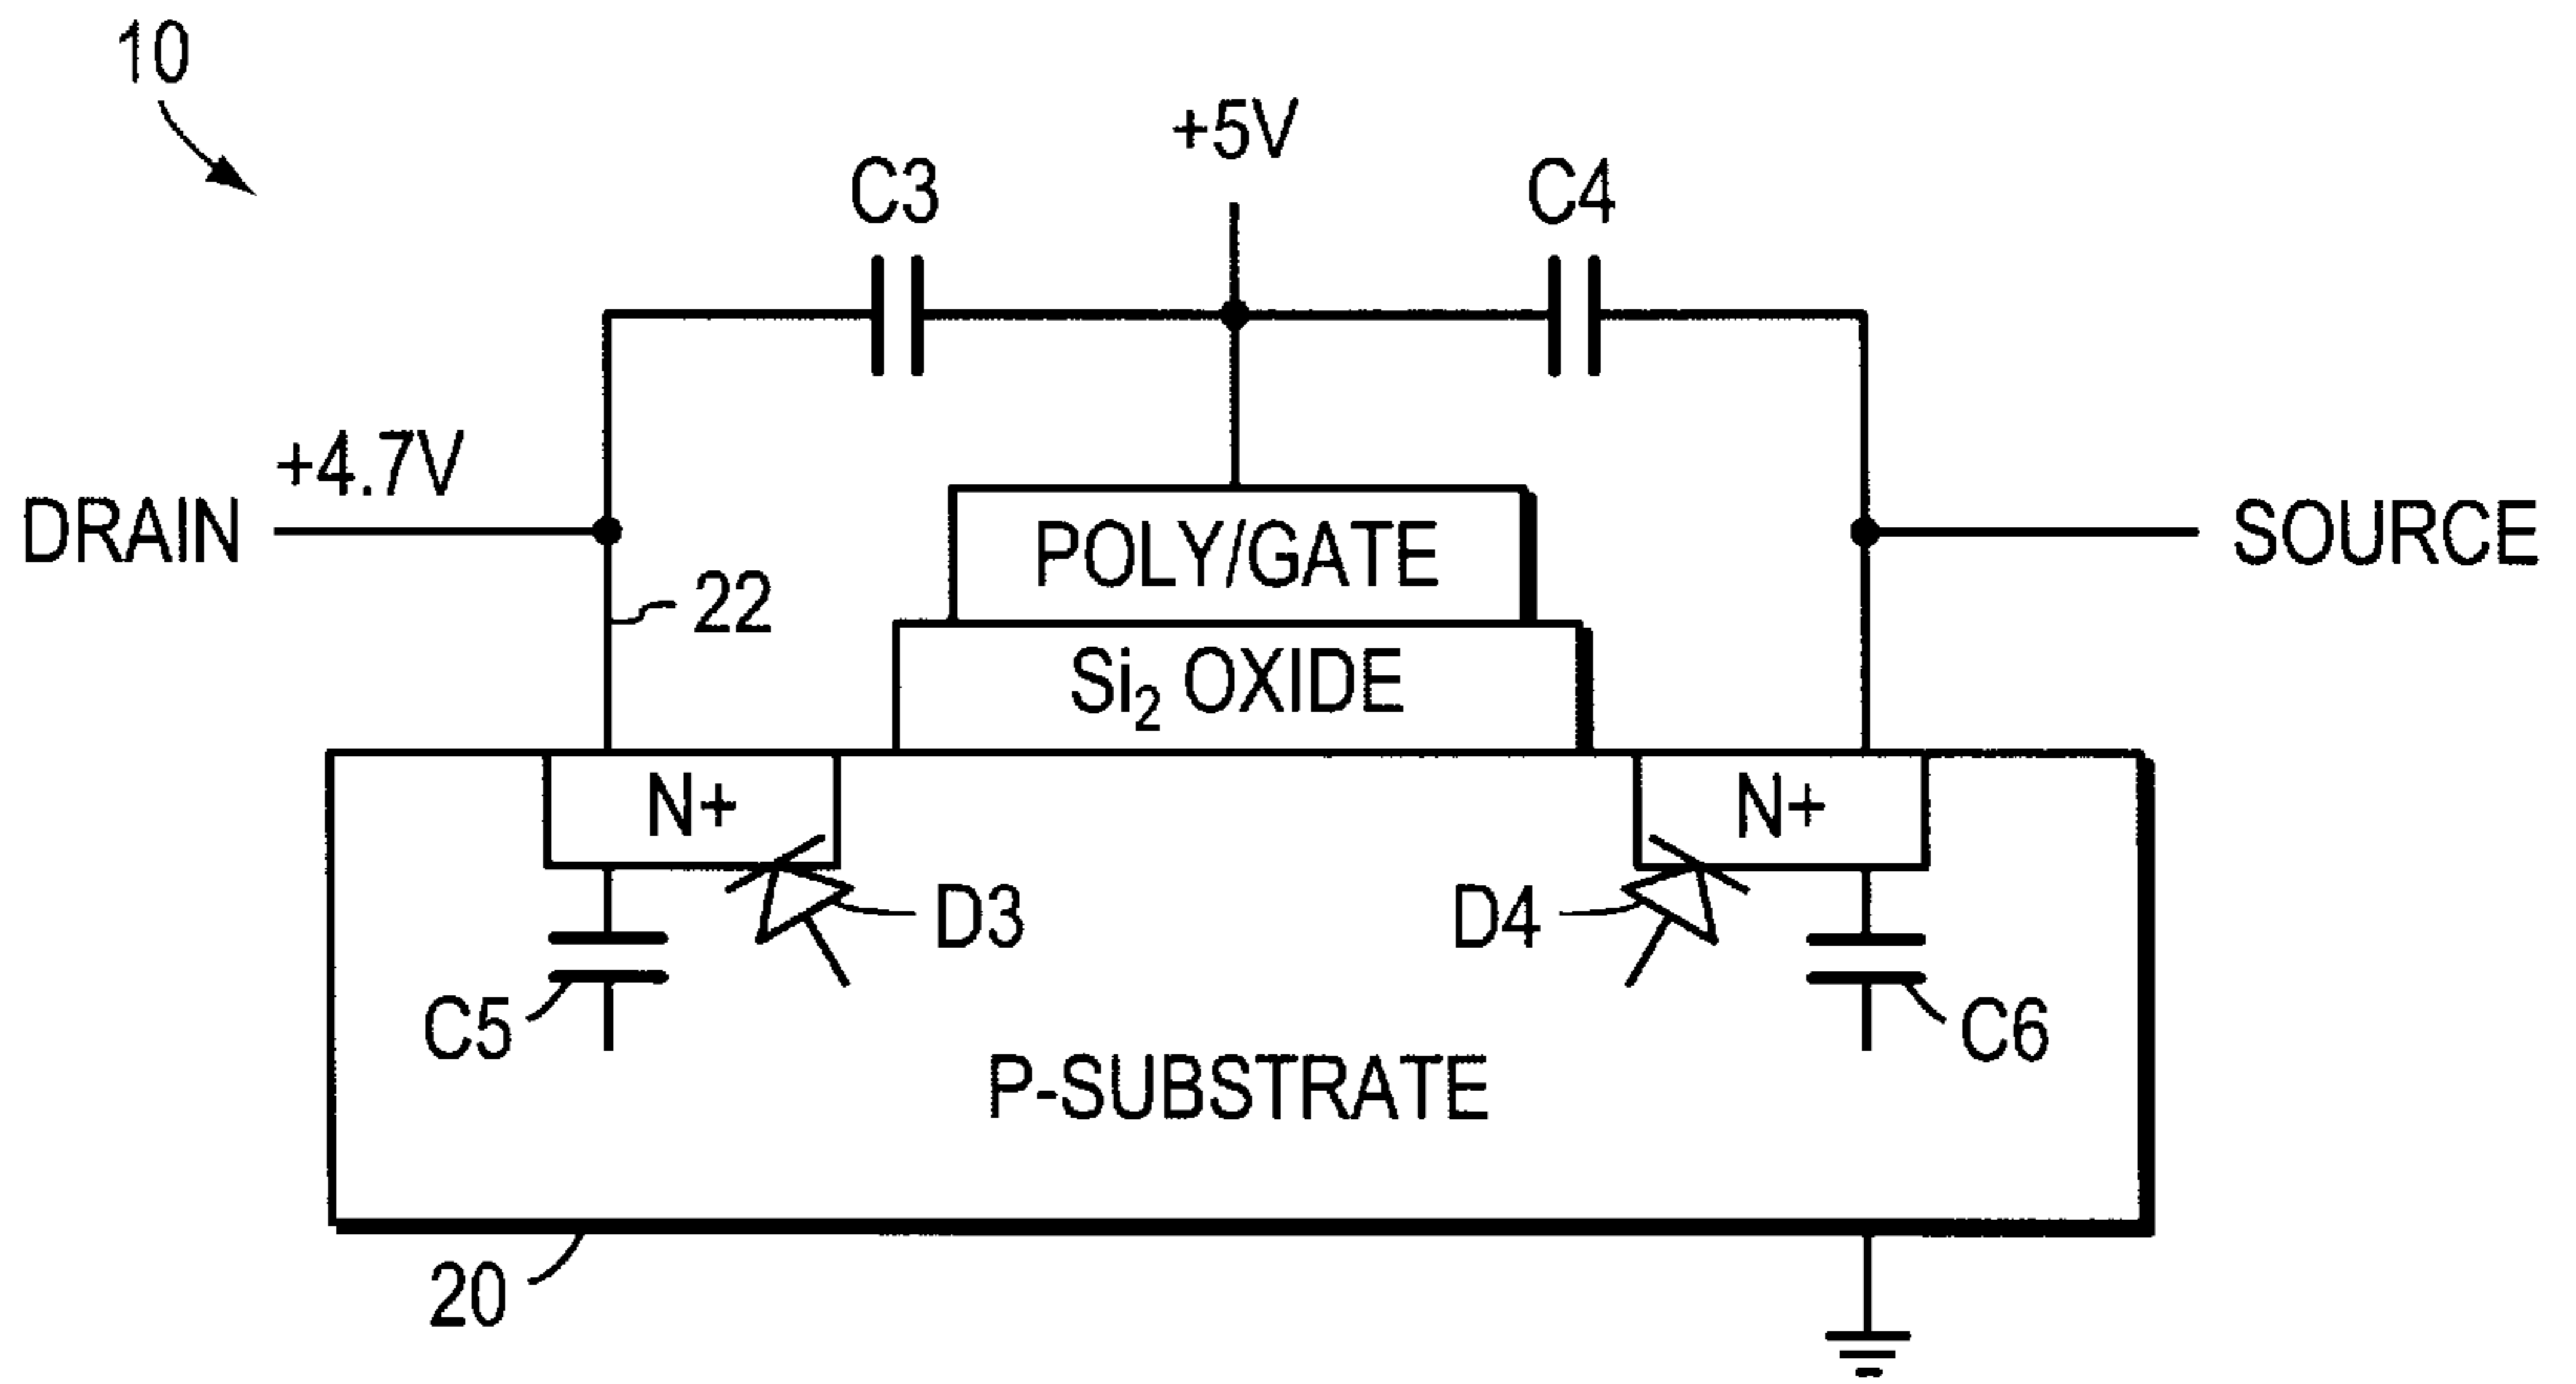 10
+5V
C3
C4
+4.7V
DRAIN
POLY/GATE
SOURCE
22
Si₂ OXIDE
N+
N+
D3
D4
C5
C6
P-SUBSTRATE
20